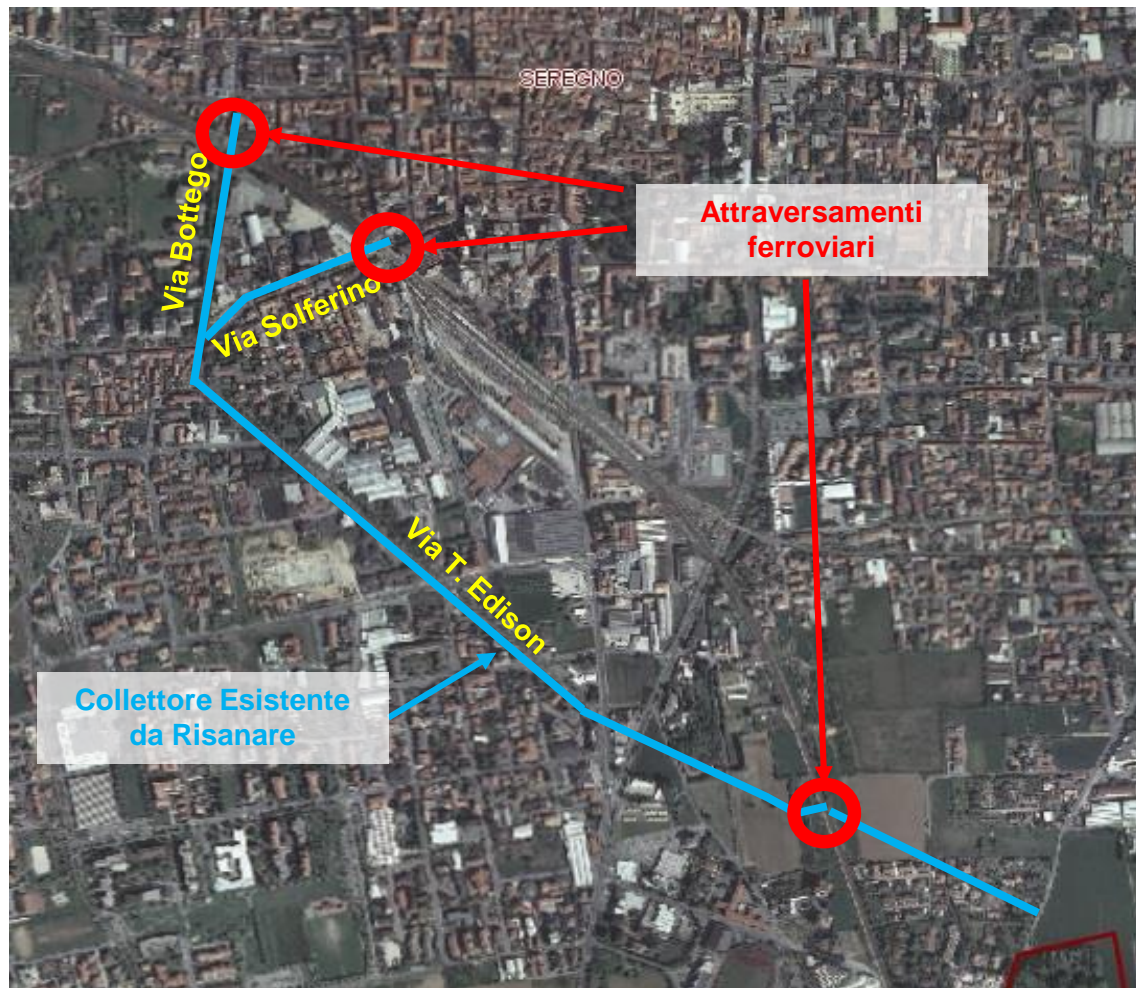 SEREGNO
Via Bottego
Attraversamenti
ferroviari
Via Solferino
Via T. Edison
Collettore Esistente
da Risanare